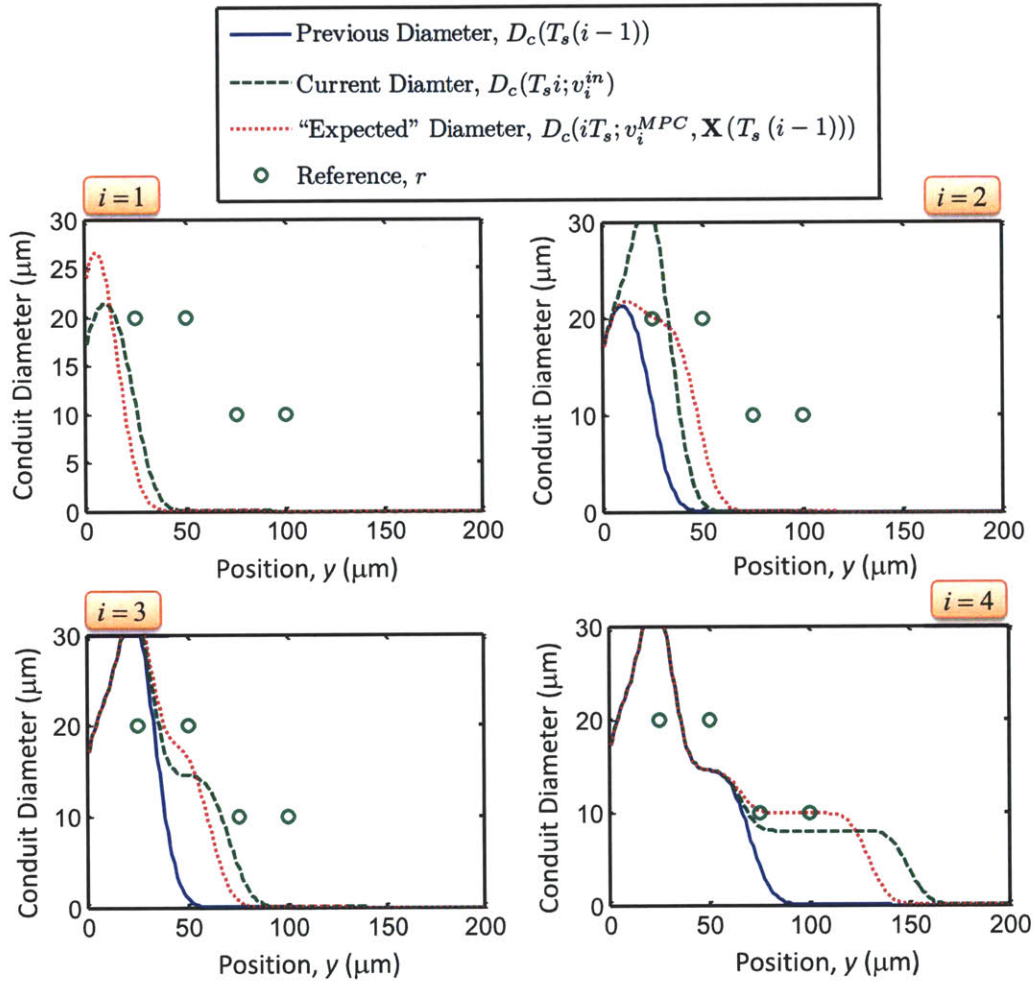 Previous Diameter, D_c(T_s(i − 1))
Current Diamter, D_c(T_s i; v_i^{in})
“Expected” Diameter, D_c(iT_s; v_i^{MPC}, X(T_s (i − 1)))
Reference, r
i = 1
30
25
20
15
10
5
0
0 50 100 150 200
Conduit Diameter (μm)
Position, y (μm)
i = 2
30
20
10
0
0 50 100 150 200
Conduit Diameter (μm)
Position, y (μm)
i = 3
30
20
10
0
0 50 100 150 200
Conduit Diameter (μm)
Position, y (μm)
i = 4
30
20
10
0
0 50 100 150 200
Conduit Diameter (μm)
Position, y (μm)